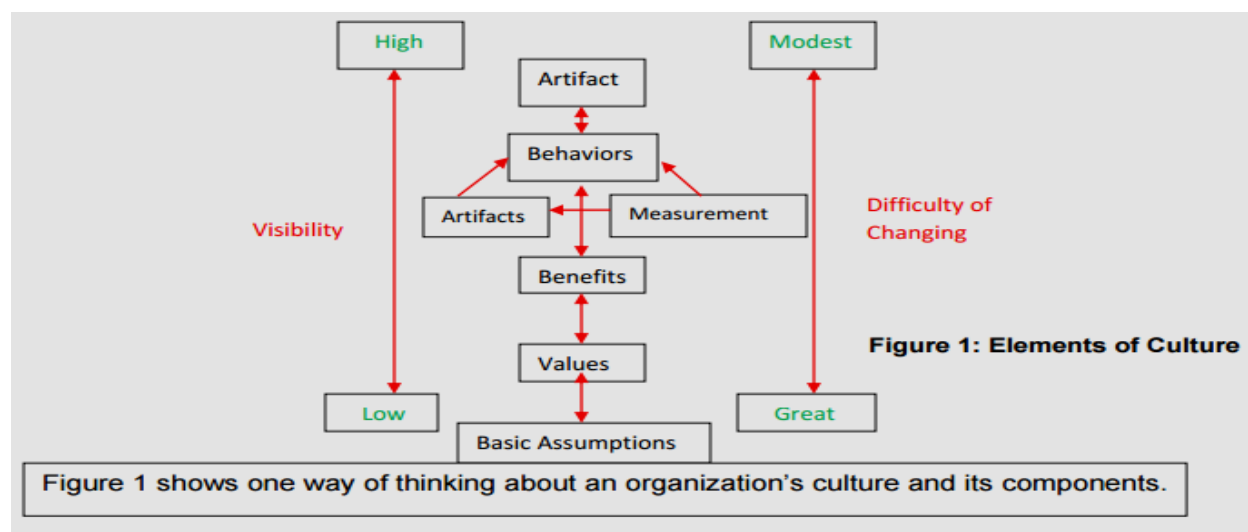 High
Modest
Artifact
Behaviors
Artifacts
Measurement
Visibility
Difficulty of
Changing
Benefits
Figure 1: Elements of Culture
Values
Low
Great
Basic Assumptions
Figure 1 shows one way of thinking about an organization's culture and its components.